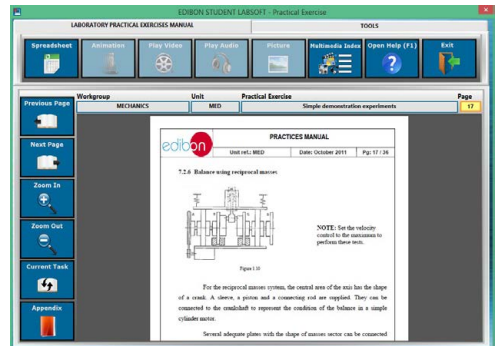 EDIBON STUDENT LABSOFT - Practical Exercise
LABORATORY PRACTICAL EXERCISES MANUAL
TOOLS
Spreadsheet
Animation
Play Video
Play Audio
Picture
Multimedia Index
Open Help (F1)
Exit
Previous Page
Workgroup
Unit
Practical Exercise
Page
MECHANICS
MED
Simple demonstration experiments
17
Next Page
Zoom In
Zoom Out
Current Task
Appendix
edibon
PRACTICES MANUAL
Unit ref.: MED
Date: October 2011
Pg: 17 / 36
7.2.6 Balance using reciprocal masses
NOTE: Set the velocity
control to the maximum to
perform these tests.
For the reciprocal masses system, the central area of the axis has the shape
of a crank. A sleeve, a piston and a connecting rod are supplied. They can be
connected to the crankshaft to represent the condition of the balance in a simple
cylinder motor.
Several adequate plates with the shape of masses sector can be connected